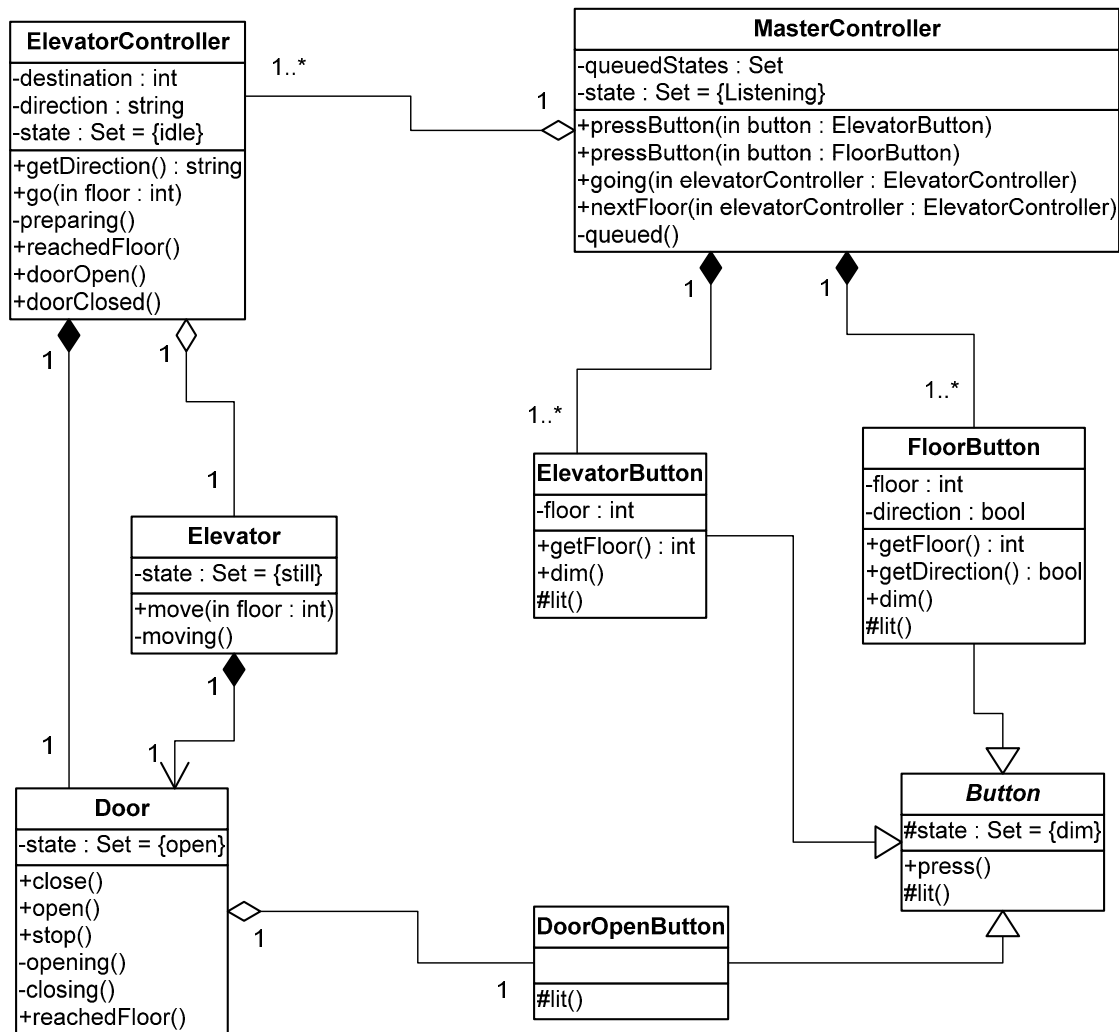 ElevatorController
-destination : int
-direction : string
-state : Set = {idle}
+getDirection() : string
+go(in floor : int)
-preparing()
+reachedFloor()
+doorOpen()
+doorClosed()
1..*
1
MasterController
-queuedStates : Set
-state : Set = {Listening}
+pressButton(in button : ElevatorButton)
+pressButton(in button : FloorButton)
+going(in elevatorController : ElevatorController)
+nextFloor(in elevatorController : ElevatorController)
-queued()
1
1
1
1
1..*
1..*
1
ElevatorButton
-floor : int
+getFloor() : int
+dim()
#lit()
FloorButton
-floor : int
-direction : bool
+getFloor() : int
+getDirection() : bool
+dim()
#lit()
Elevator
-state : Set = {still}
+move(in floor : int)
-moving()
1
1
1
Door
-state : Set = {open}
+close()
+open()
+stop()
-opening()
-closing()
+reachedFloor()
1
1
DoorOpenButton
#lit()
Button
#state : Set = {dim}
+press()
#lit()